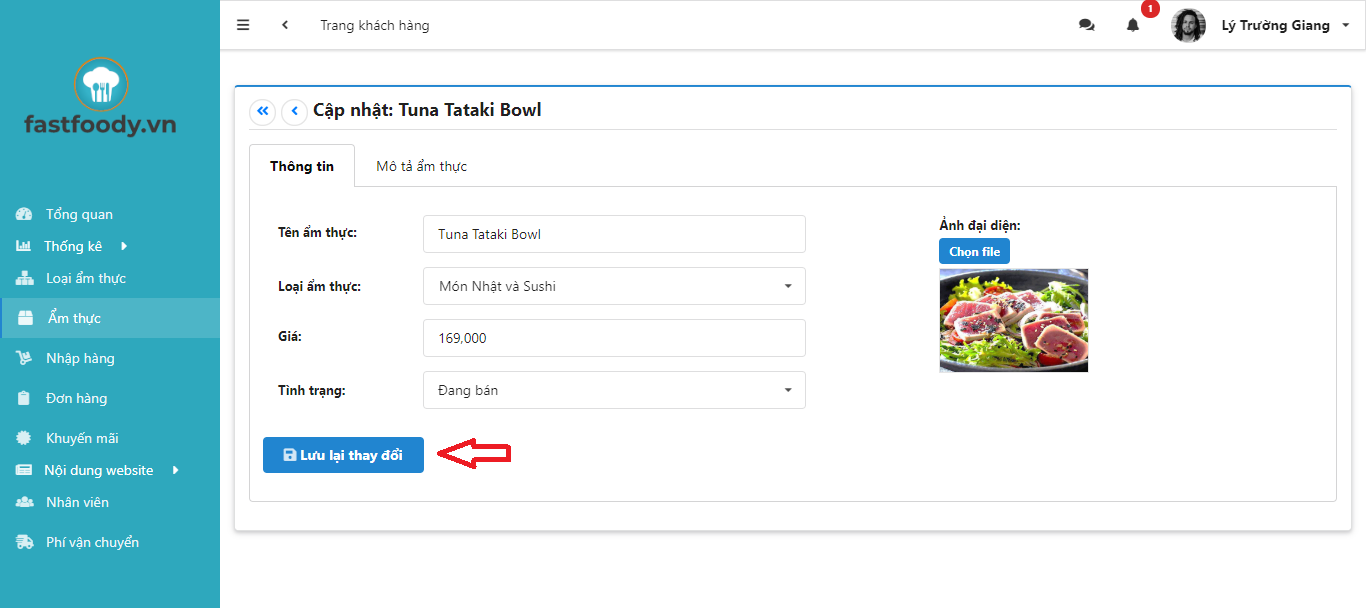 Trang khách hàng
1
Lý Trường Giang
fastfoody.vn
Tổng quan
Thống kê
Loại ẩm thực
Ẩm thực
Nhập hàng
Đơn hàng
Khuyến mãi
Nội dung website
Nhân viên
Phí vận chuyển
Cập nhật: Tuna Tataki Bowl
Thông tin
Mô tả ẩm thực
Tên ẩm thực:
Tuna Tataki Bowl
Loại ẩm thực:
Món Nhật và Sushi
Giá:
169,000
Tình trạng:
Đang bán
Lưu lại thay đổi
Ảnh đại diện:
Chọn file